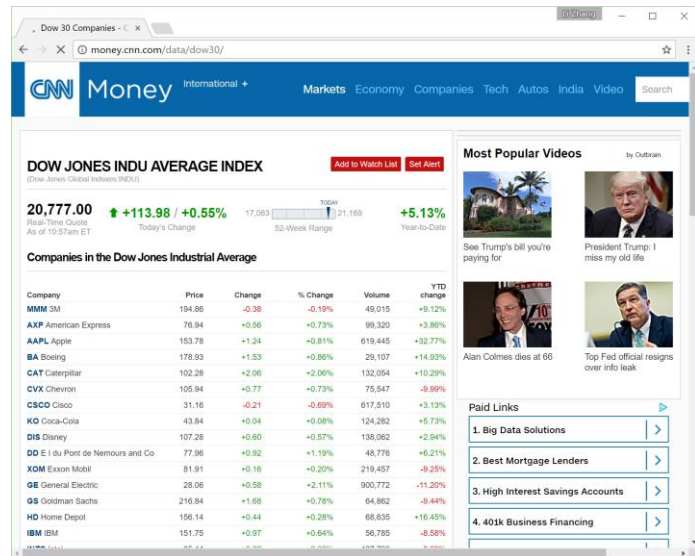 Dow 30 Companies - C
Li Zheng
money.cnn.com/data/dow30/
CNN Money International +
Markets Economy Companies Tech Autos India Video Search
DOW JONES INDU AVERAGE INDEX
Add to Watch List Set Alert
(Dow Jones Global Indexes:INDU)
20,777.00 +113.98 / +0.55% 17,083 TODAY 21,169 +5.13%
Real-Time Quote Today's Change 52-Week Range Year-to-Date
As of 10:57am ET
Companies in the Dow Jones Industrial Average
Company Price Change % Change Volume YTD change
MMM 3M 194.86 -0.38 -0.19% 49,015 +9.12%
AXP American Express 76.94 +0.56 +0.73% 99,320 +3.86%
AAPL Apple 153.78 +1.24 +0.81% 619,445 +32.77%
BA Boeing 178.93 +1.53 +0.86% 29,107 +14.93%
CAT Caterpillar 102.28 +2.06 +2.06% 132,054 +10.29%
CVX Chevron 105.94 +0.77 +0.73% 75,547 -9.99%
CSCO Cisco 31.16 -0.21 -0.69% 617,510 +3.13%
KO Coca-Cola 43.84 +0.04 +0.08% 124,282 +5.73%
DIS Disney 107.28 +0.60 +0.57% 138,062 +2.94%
DD E I du Pont de Nemours and Co 77.96 +0.92 +1.19% 48,776 +6.21%
XOM Exxon Mobil 81.91 +0.16 +0.20% 219,457 -9.25%
GE General Electric 28.06 +0.58 +2.11% 900,772 -11.20%
GS Goldman Sachs 216.84 +1.68 +0.78% 64,862 -9.44%
HD Home Depot 156.14 +0.44 +0.28% 68,635 +16.45%
IBM IBM 151.75 +0.97 +0.64% 56,785 -8.58%
Most Popular Videos by Outbrain
See Trump's bill you're
paying for
President Trump: I
miss my old life
Alan Colmes dies at 66
Top Fed official resigns
over info leak
Paid Links
1. Big Data Solutions
2. Best Mortgage Lenders
3. High Interest Savings Accounts
4. 401k Business Financing